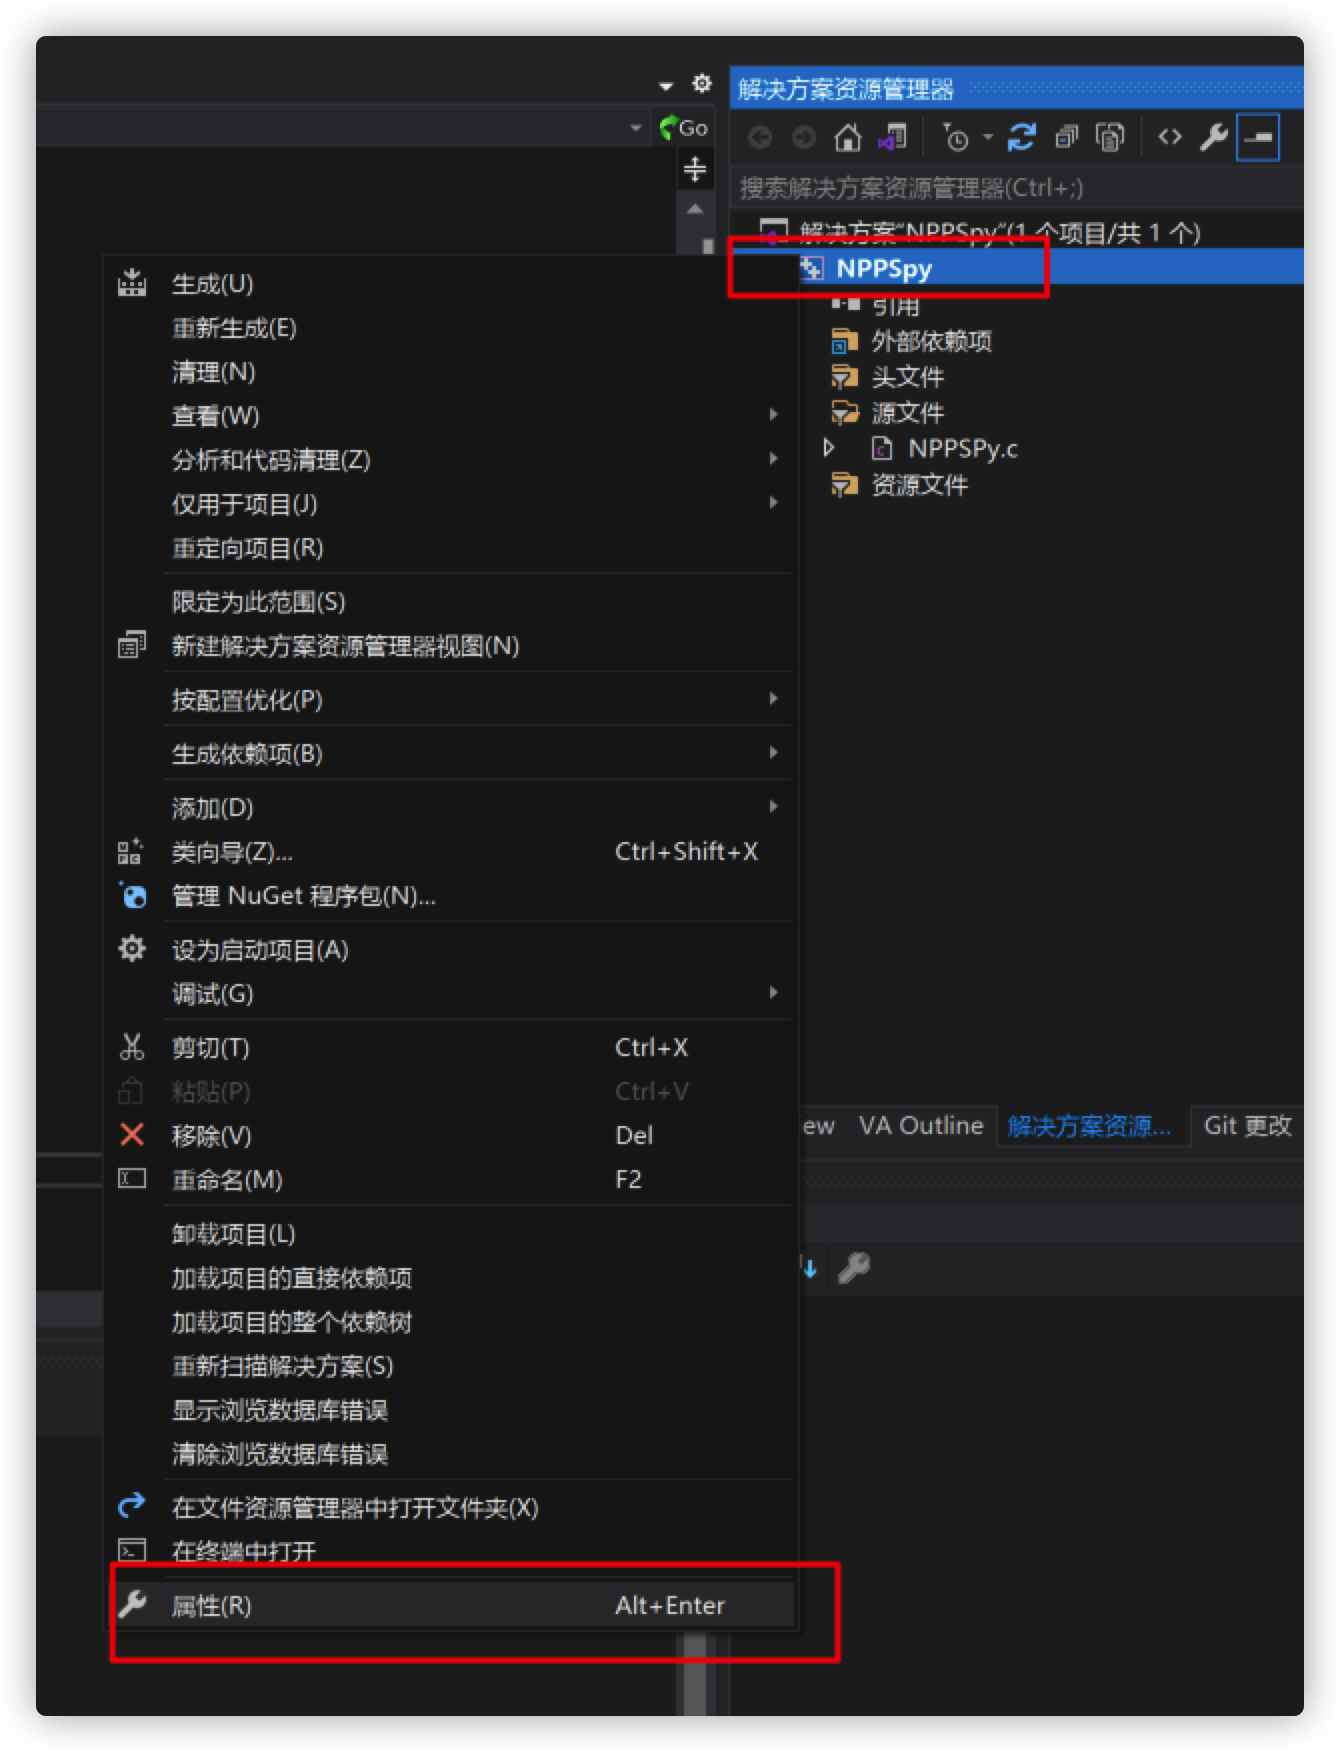 Go
解决方案资源管理器
搜索解决方案资源管理器(Ctrl+;)
解决方案"NPPSpy"(1 个项目/共 1 个)
NPPSpy
引用
外部依赖项
头文件
源文件
NPPSPy.c
资源文件
生成(U)
重新生成(E)
清理(N)
查看(W)
分析和代码清理(Z)
仅用于项目(J)
重定向项目(R)
限定为此范围(S)
新建解决方案资源管理器视图(N)
按配置优化(P)
生成依赖项(B)
添加(D)
类向导(Z)... Ctrl+Shift+X
管理 NuGet 程序包(N)...
设为启动项目(A)
调试(G)
剪切(T) Ctrl+X
粘贴(P) Ctrl+V
移除(V) Del
重命名(M) F2
卸载项目(L)
加载项目的直接依赖项
加载项目的整个依赖树
重新扫描解决方案(S)
显示浏览数据库错误
清除浏览数据库错误
在文件资源管理器中打开文件夹(X)
在终端中打开
属性(R) Alt+Enter
ew VA Outline 解决方案资源... Git 更改